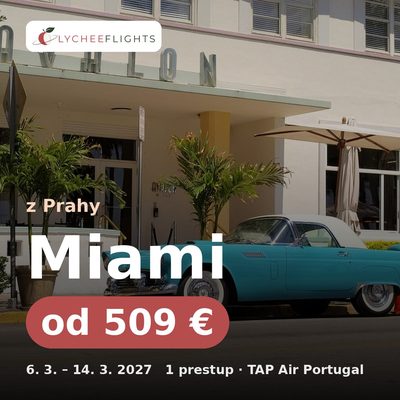 LYCHEEFLIGHTS
AVALON
z Prahy
Miami
od 509 €
6. 3. – 14. 3. 2027 1 prestup · TAP Air Portugal